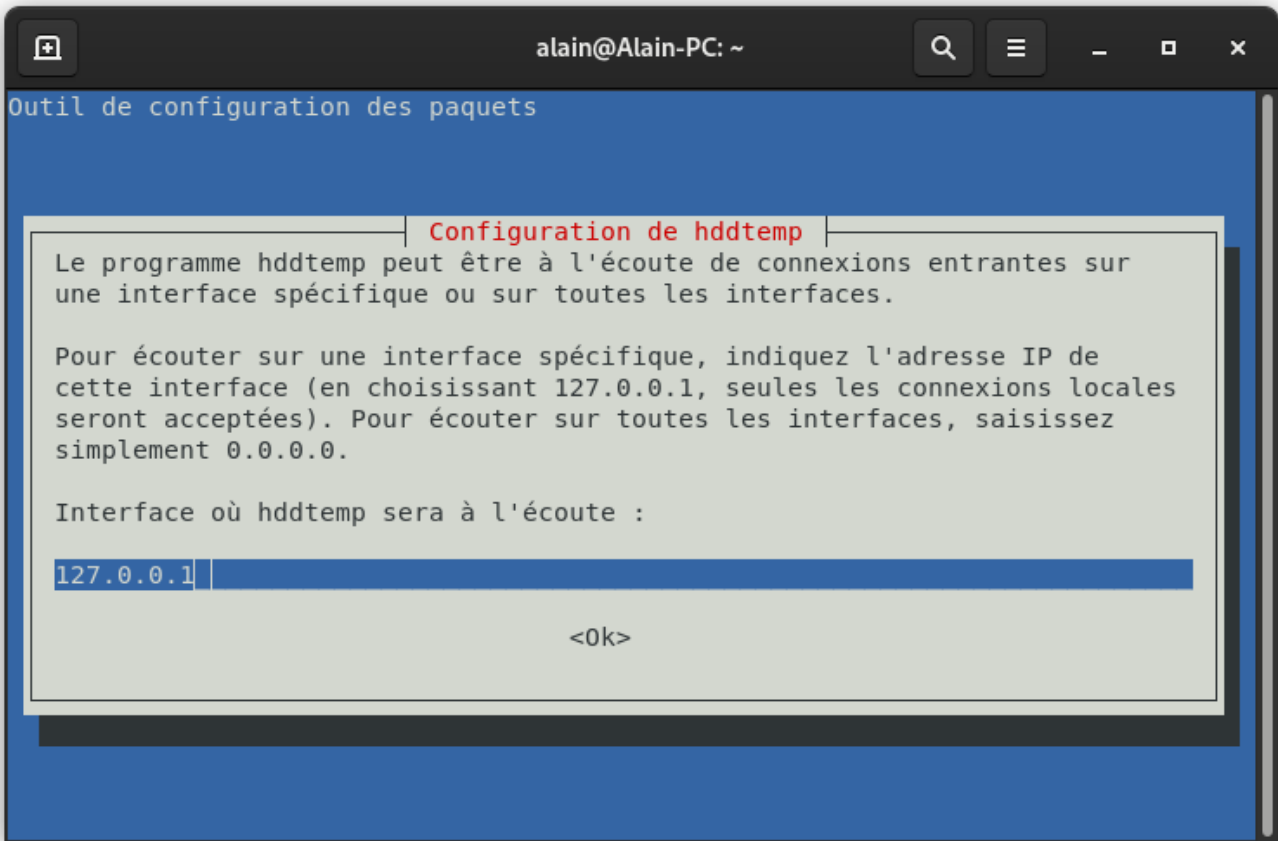 alain@Alain-PC: ~
Outil de configuration des paquets
Configuration de hddtemp
Le programme hddtemp peut être à l'écoute de connexions entrantes sur
une interface spécifique ou sur toutes les interfaces.
Pour écouter sur une interface spécifique, indiquez l'adresse IP de
cette interface (en choisissant 127.0.0.1, seules les connexions locales
seront acceptées). Pour écouter sur toutes les interfaces, saisissez
simplement 0.0.0.0.
Interface où hddtemp sera à l'écoute :
127.0.0.1
<Ok>